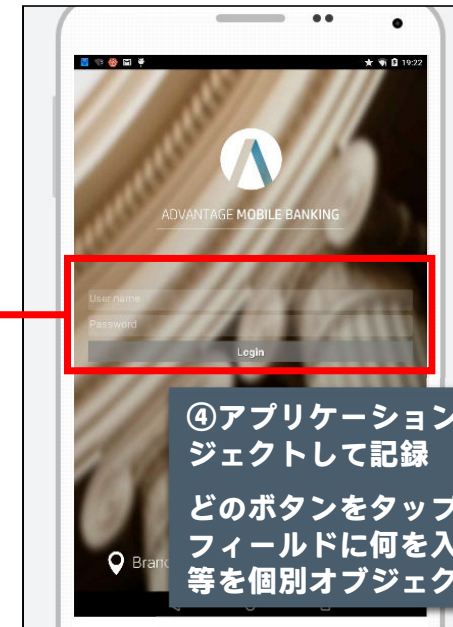 19:22
ADVANTAGE MOBILE BANKING
User name
Password
Login
④アプリケーション
ジェクトして記録
どのボタンをタップ
フィールドに何を入
等を個別オブジェク
Branc